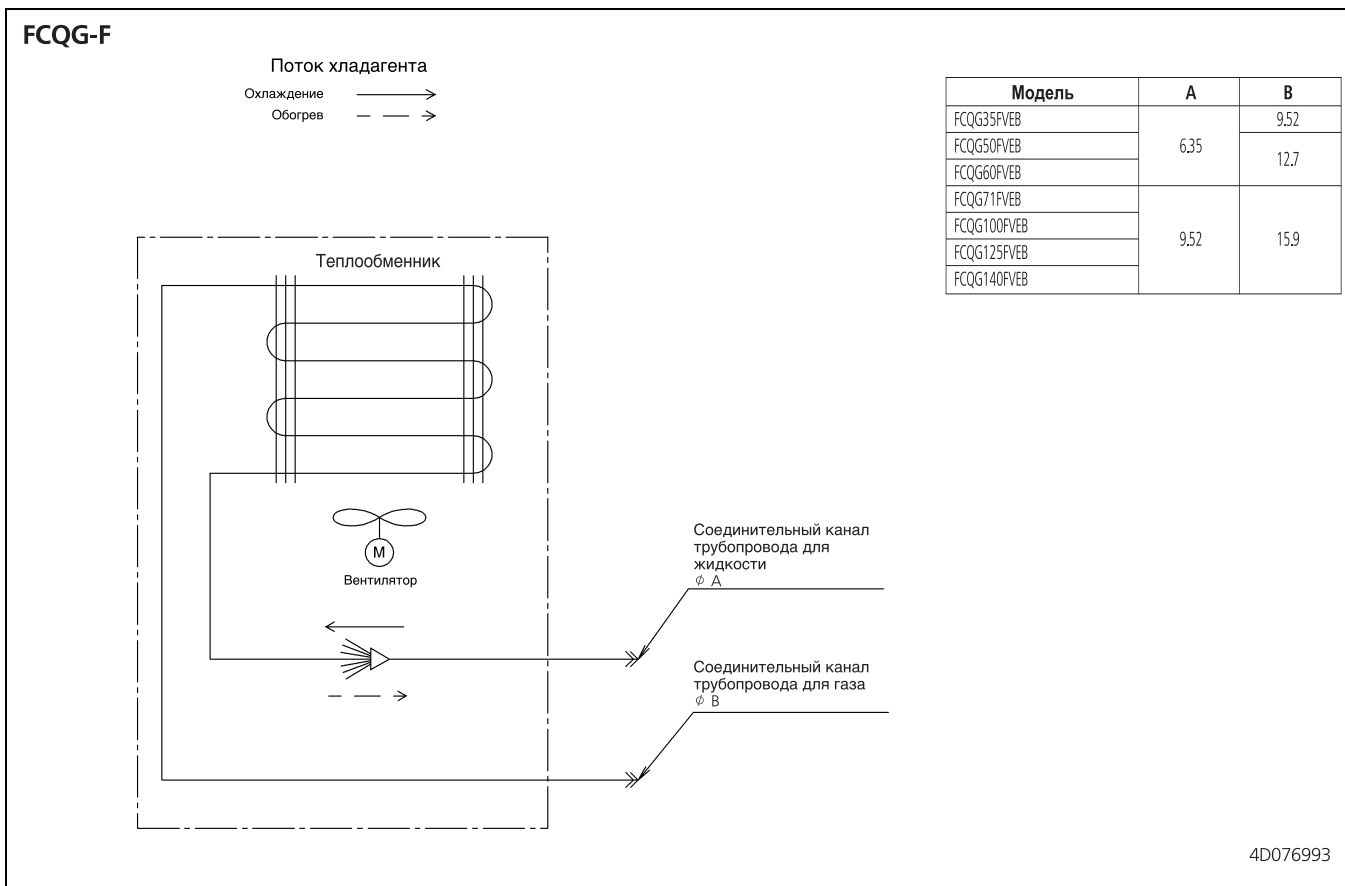 FCQG-F
Поток хладагента
Охлаждение
Обогрев
Модель A B
FCQG35FVEB 6.35 9.52
FCQG50FVEB 12.7
FCQG60FVEB
FCQG71FVEB 9.52 15.9
FCQG100FVEB
FCQG125FVEB
FCQG140FVEB
Теплообменник
M
Вентилятор
Соединительный канал
трубопровода для
жидкости
ϕ A
Соединительный канал
трубопровода для газа
ϕ B
4D076993